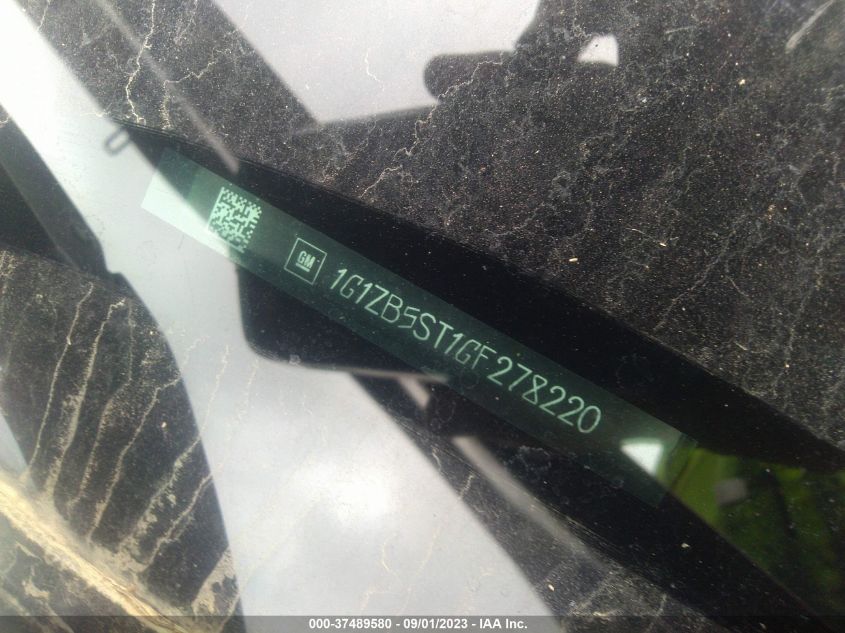 GM
1G1ZB5ST1GF278220
000-37489580 - 09/01/2023 - IAA Inc.